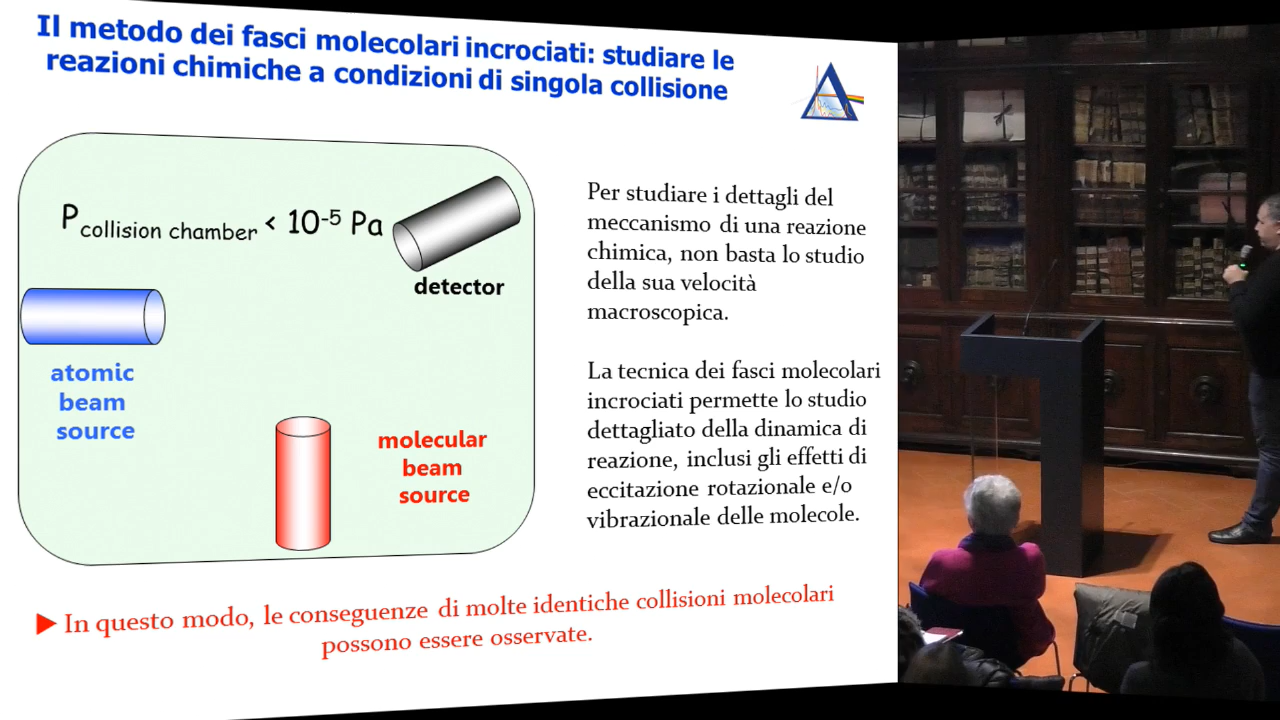 Il metodo dei fasci molecolari incrociati: studiare le
reazioni chimiche a condizioni di singola collisione
P collision chamber < 10-5 Pa
detector
atomic
beam
source
molecular
beam
source
Per studiare i dettagli del
meccanismo di una reazione
chimica, non basta lo studio
della sua velocità
macroscopica.
La tecnica dei fasci molecolari
incrociati permette lo studio
dettagliato della dinamica di
reazione, inclusi gli effetti di
eccitazione rotazionale e/o
vibrazionale delle molecole.
► In questo modo, le conseguenze di molte identiche collisioni molecolari
possono essere osservate.